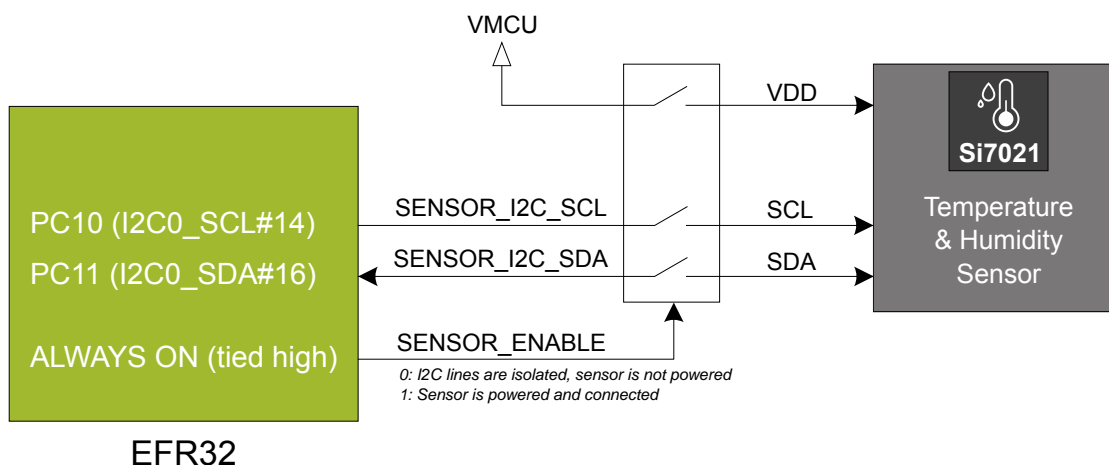 VMCU
VDD
Si7021
PC10 (I2C0_SCL#14)
SENSOR_I2C_SCL
SCL
Temperature
& Humidity
Sensor
PC11 (I2C0_SDA#16)
SENSOR_I2C_SDA
SDA
ALWAYS ON (tied high)
SENSOR_ENABLE
0: I2C lines are isolated, sensor is not powered
1: Sensor is powered and connected
EFR32